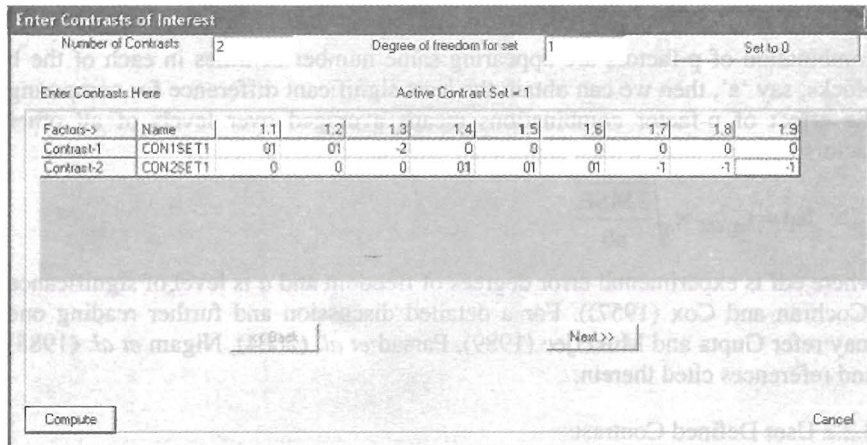 Enter Contrasts of Interest
Number of Contrasts 2 Degree of freedom for set 1 Set to 0
Enter Contrasts Here Active Contrast Set = 1
Factors-> Name 1.1 1.2 1.3 1.4 1.5 1.6 1.7 1.8 1.9
Contrast-1 CON1SET1 01 01 -2 0 0 0 0 0 0
Contrast-2 CON2SET1 0 0 0 01 01 01 -1 -1 -1
Next >>
Compute Cancel